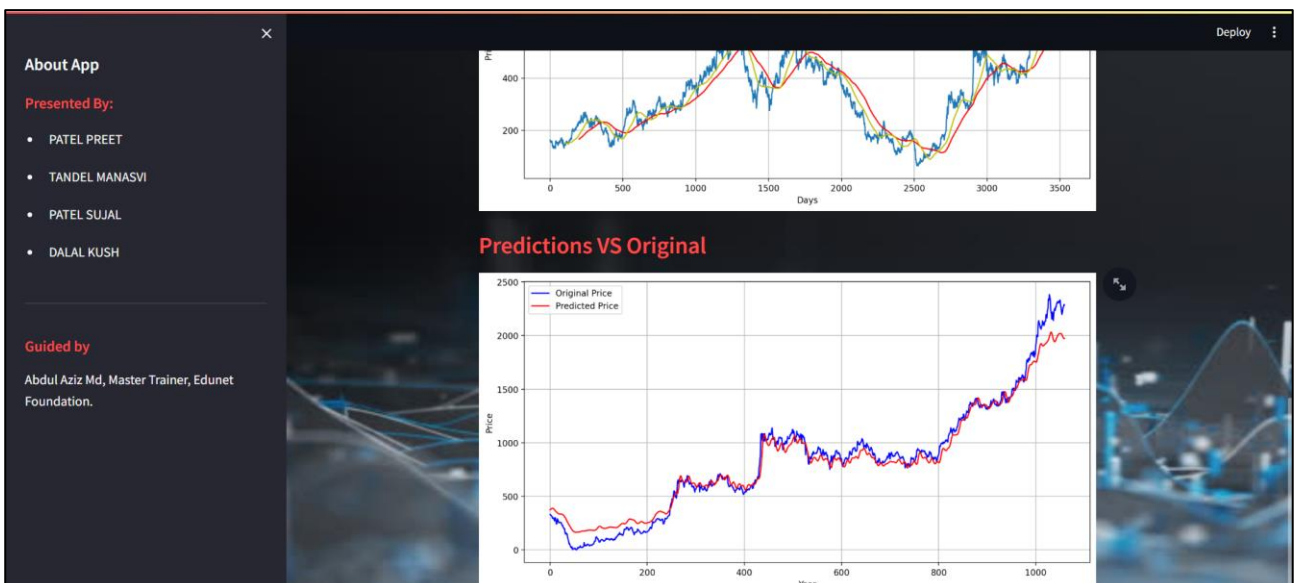 Deploy
About App
Presented By:
PATEL PREET
TANDEL MANASVI
PATEL SUJAL
DALAL KUSH
Guided by
Abdul Aziz Md, Master Trainer, Edunet
Foundation.
400
200
0 500 1000 1500 2000 2500 3000 3500
Days
Predictions VS Original
Original Price
Predicted Price
Price
2500
2000
1500
1000
500
0
0 200 400 600 800 1000